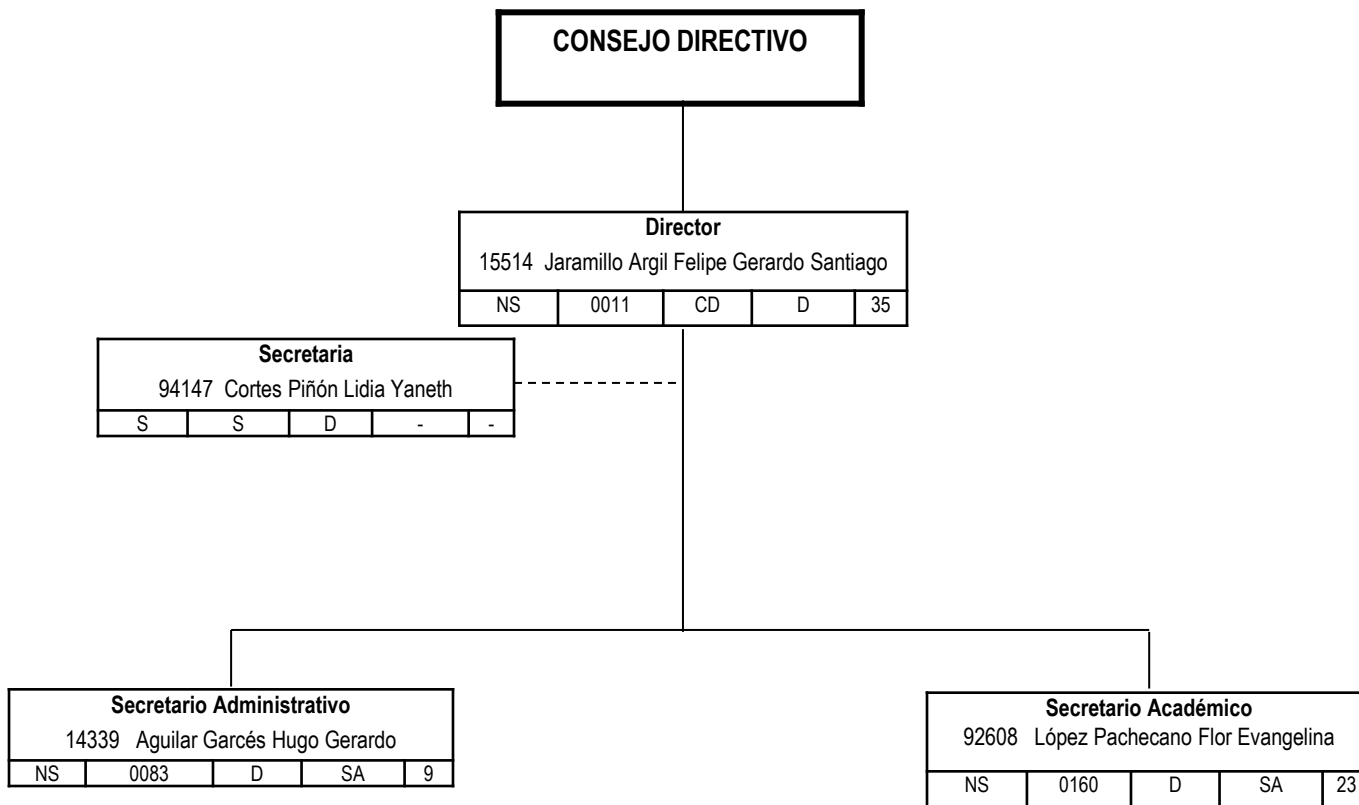 CONSEJO DIRECTIVO
Director
15514 Jaramillo Argil Felipe Gerardo Santiago
NS 0011 CD D 35
Secretaria
94147 Cortes Piñón Lidia Yaneth
S S D - -
Secretario Administrativo
14339 Aguilar Garcés Hugo Gerardo
NS 0083 D SA 9
Secretario Académico
92608 López Pachecano Flor Evangelina
NS 0160 D SA 23